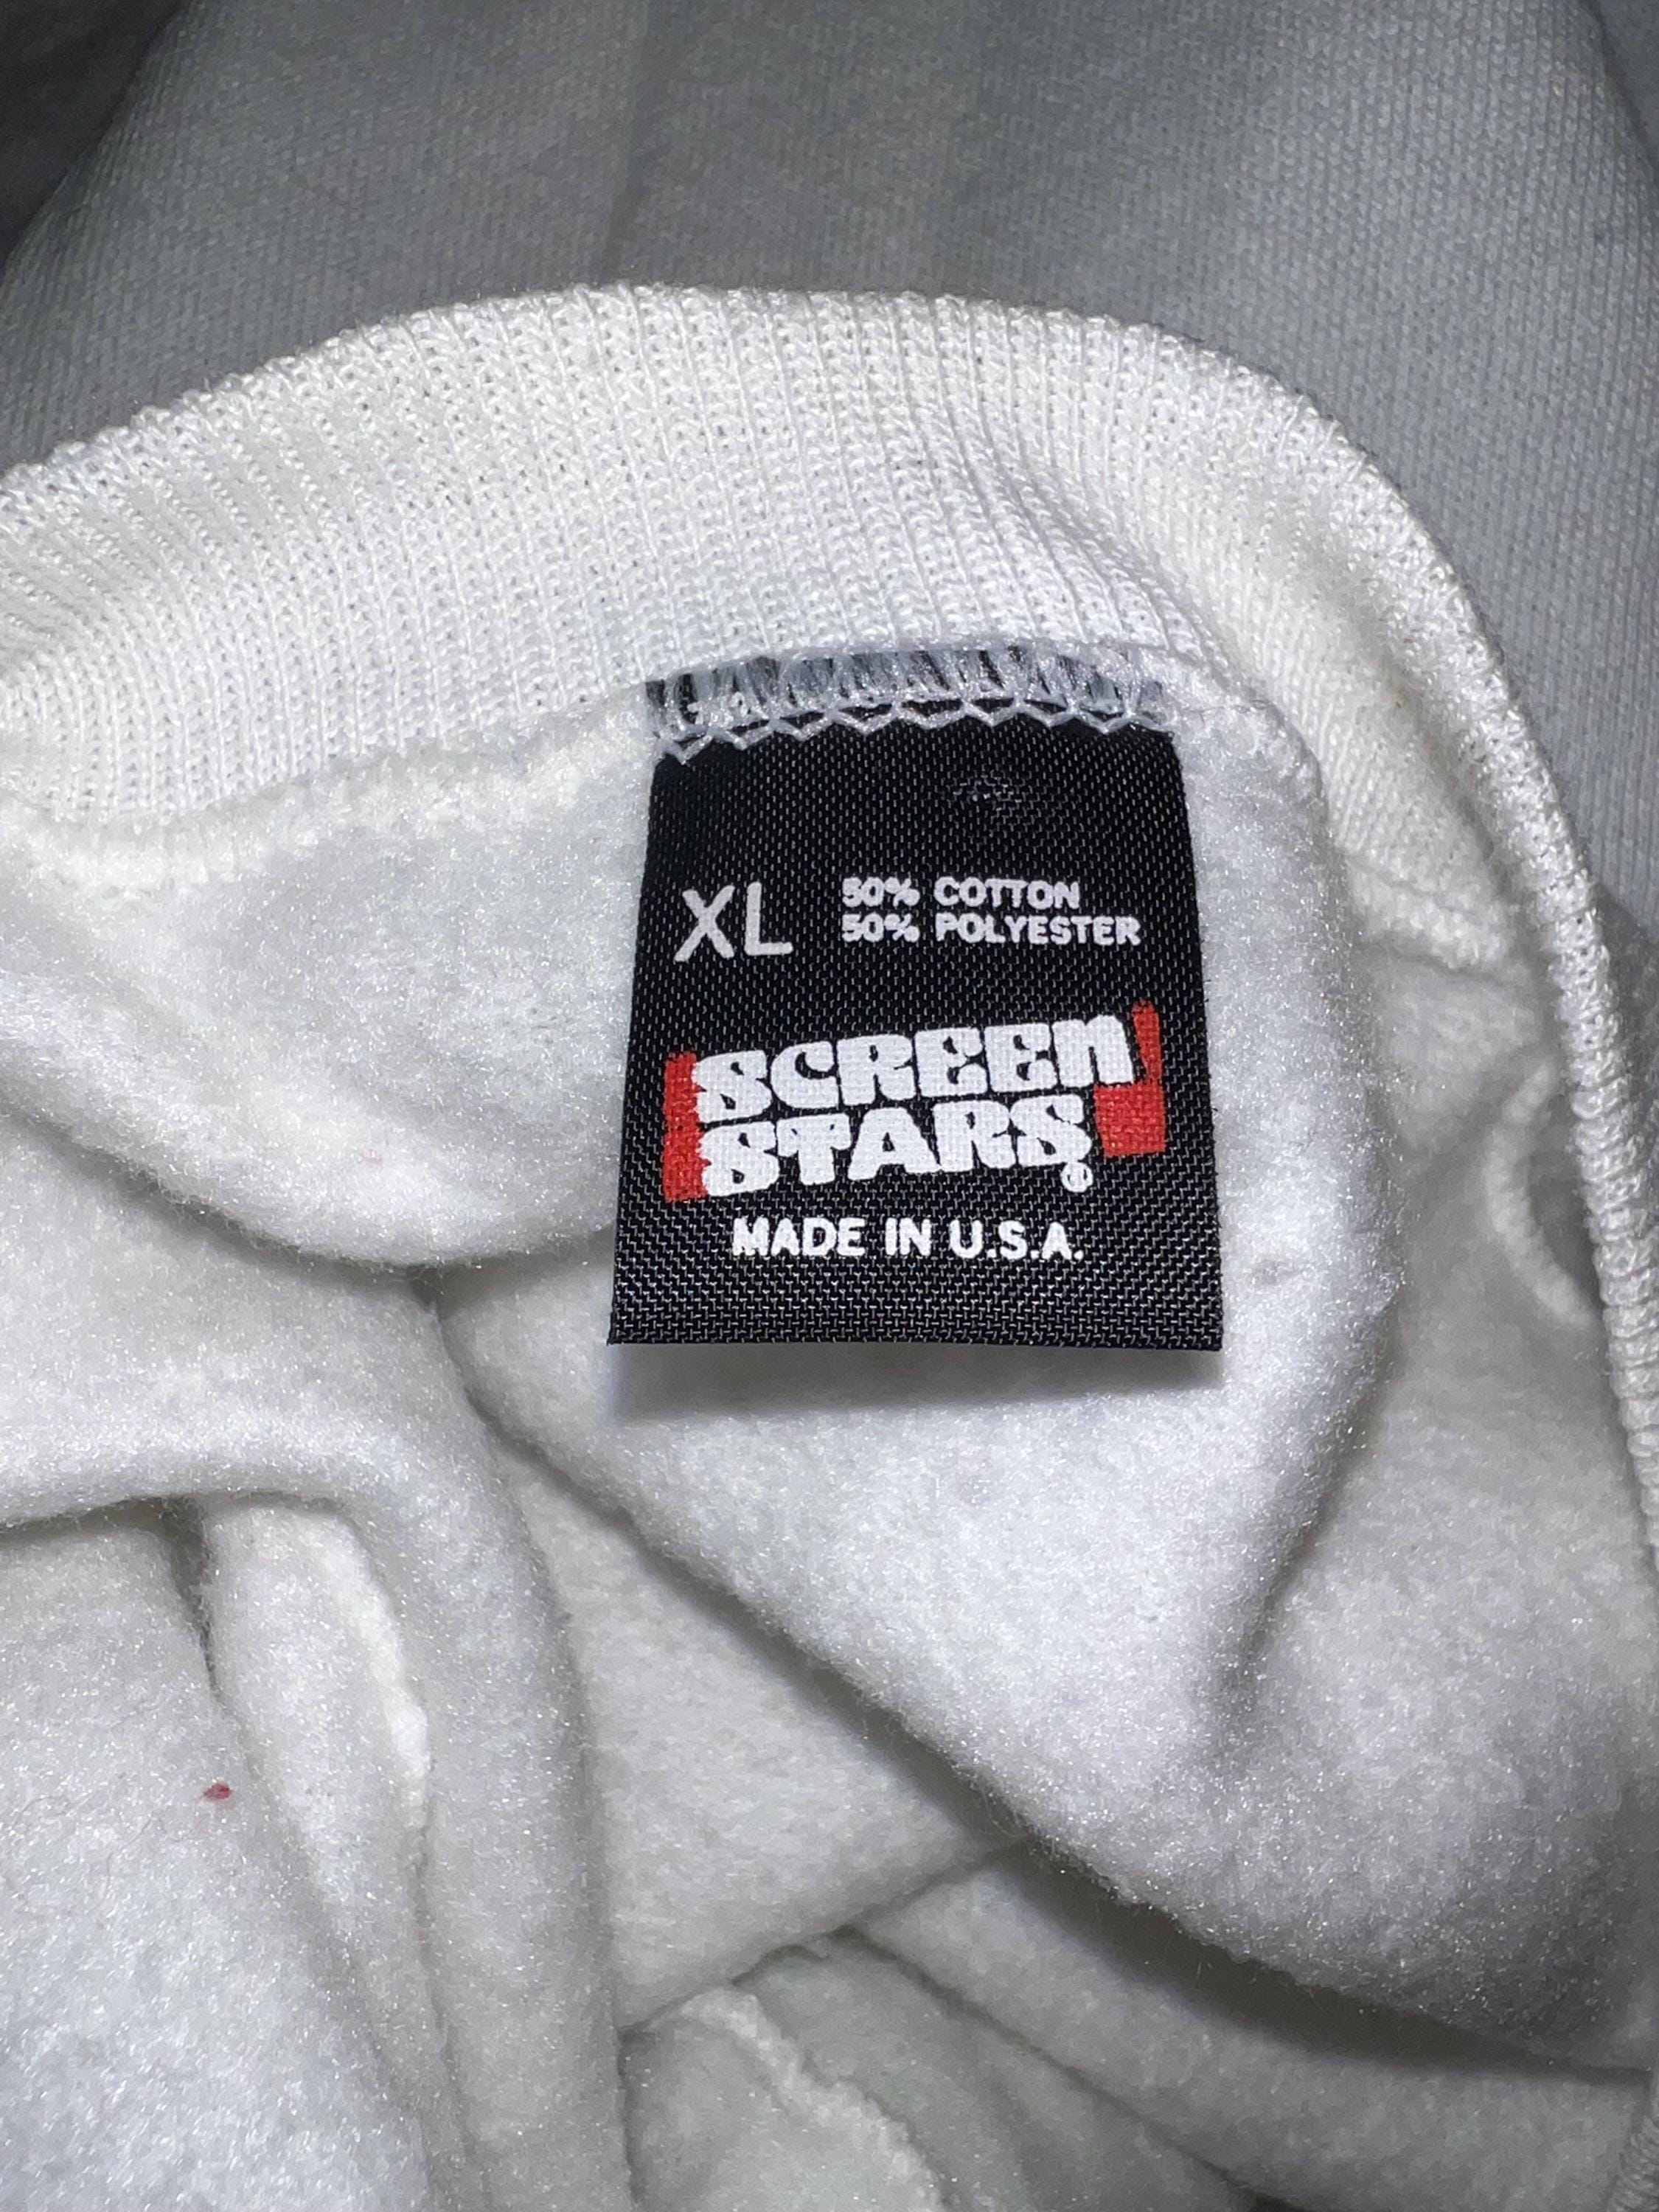 XL
50% COTTON
50% POLYESTER
SCREEN
STARS®
MADE IN U.S.A.